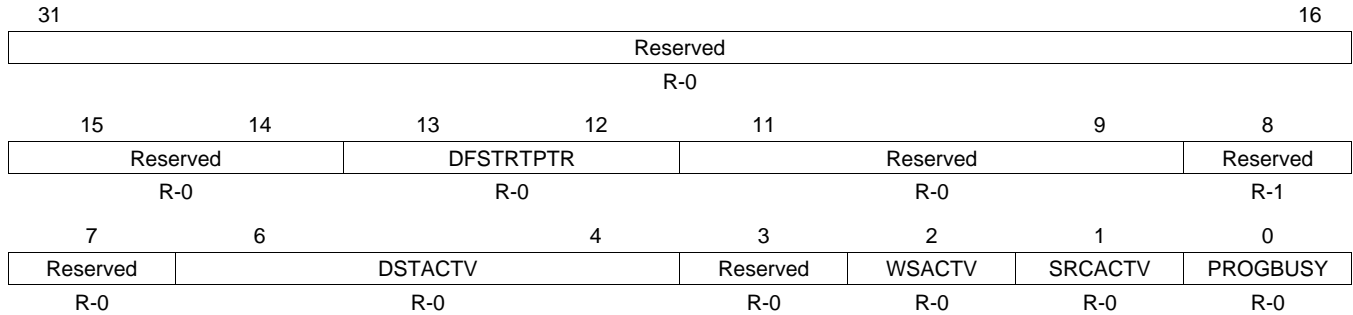 31 16
Reserved
R-0
15 14 13 12 11 9 8
Reserved DFSTRTPTR Reserved Reserved
R-0 R-0 R-0 R-1
7 6 4 3 2 1 0
Reserved DSTACTV Reserved WSACTV SRCACTV PROGBUSY
R-0 R-0 R-0 R-0 R-0 R-0